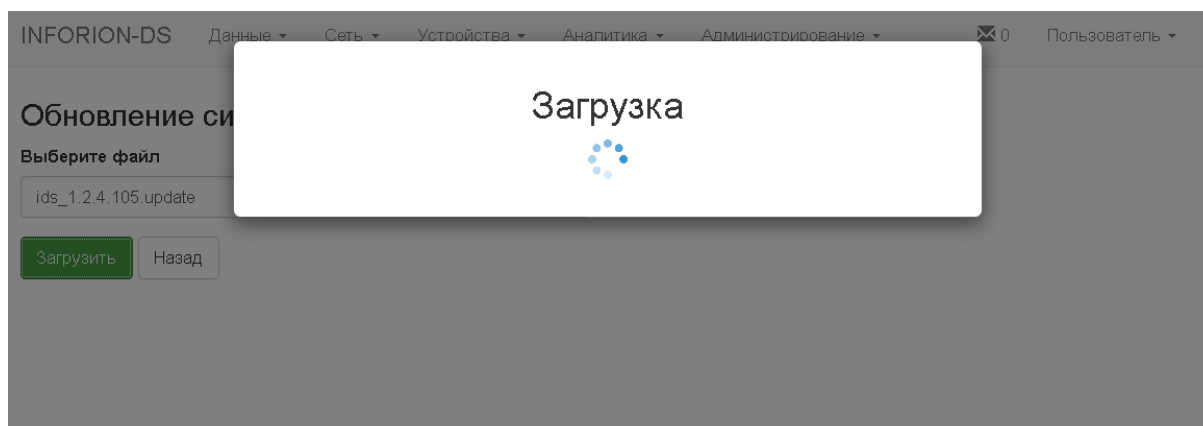 INFORION-DS Данные Сеть Устройства Аналитика Администрирование 0 Пользователь
Загрузка
Обновление си
Выберите файл
ids_1.2.4.105.update
Загрузить Назад